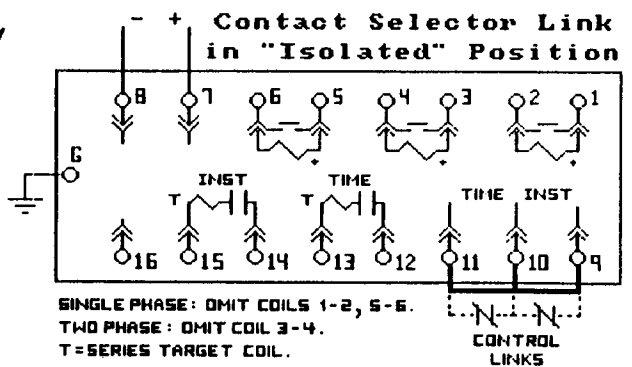 - + Contact Selector Link
in "Isolated" Position
8 7 6 5 4 3 2 1
G
INST TIME
T T TIME INST
16 15 14 13 12 11 10 9
SINGLE PHASE: OMIT COILS 1-2, 5-6.
TWO PHASE: OMIT COIL 3-4.
T=SERIES TARGET COIL.
CONTROL
LINKS